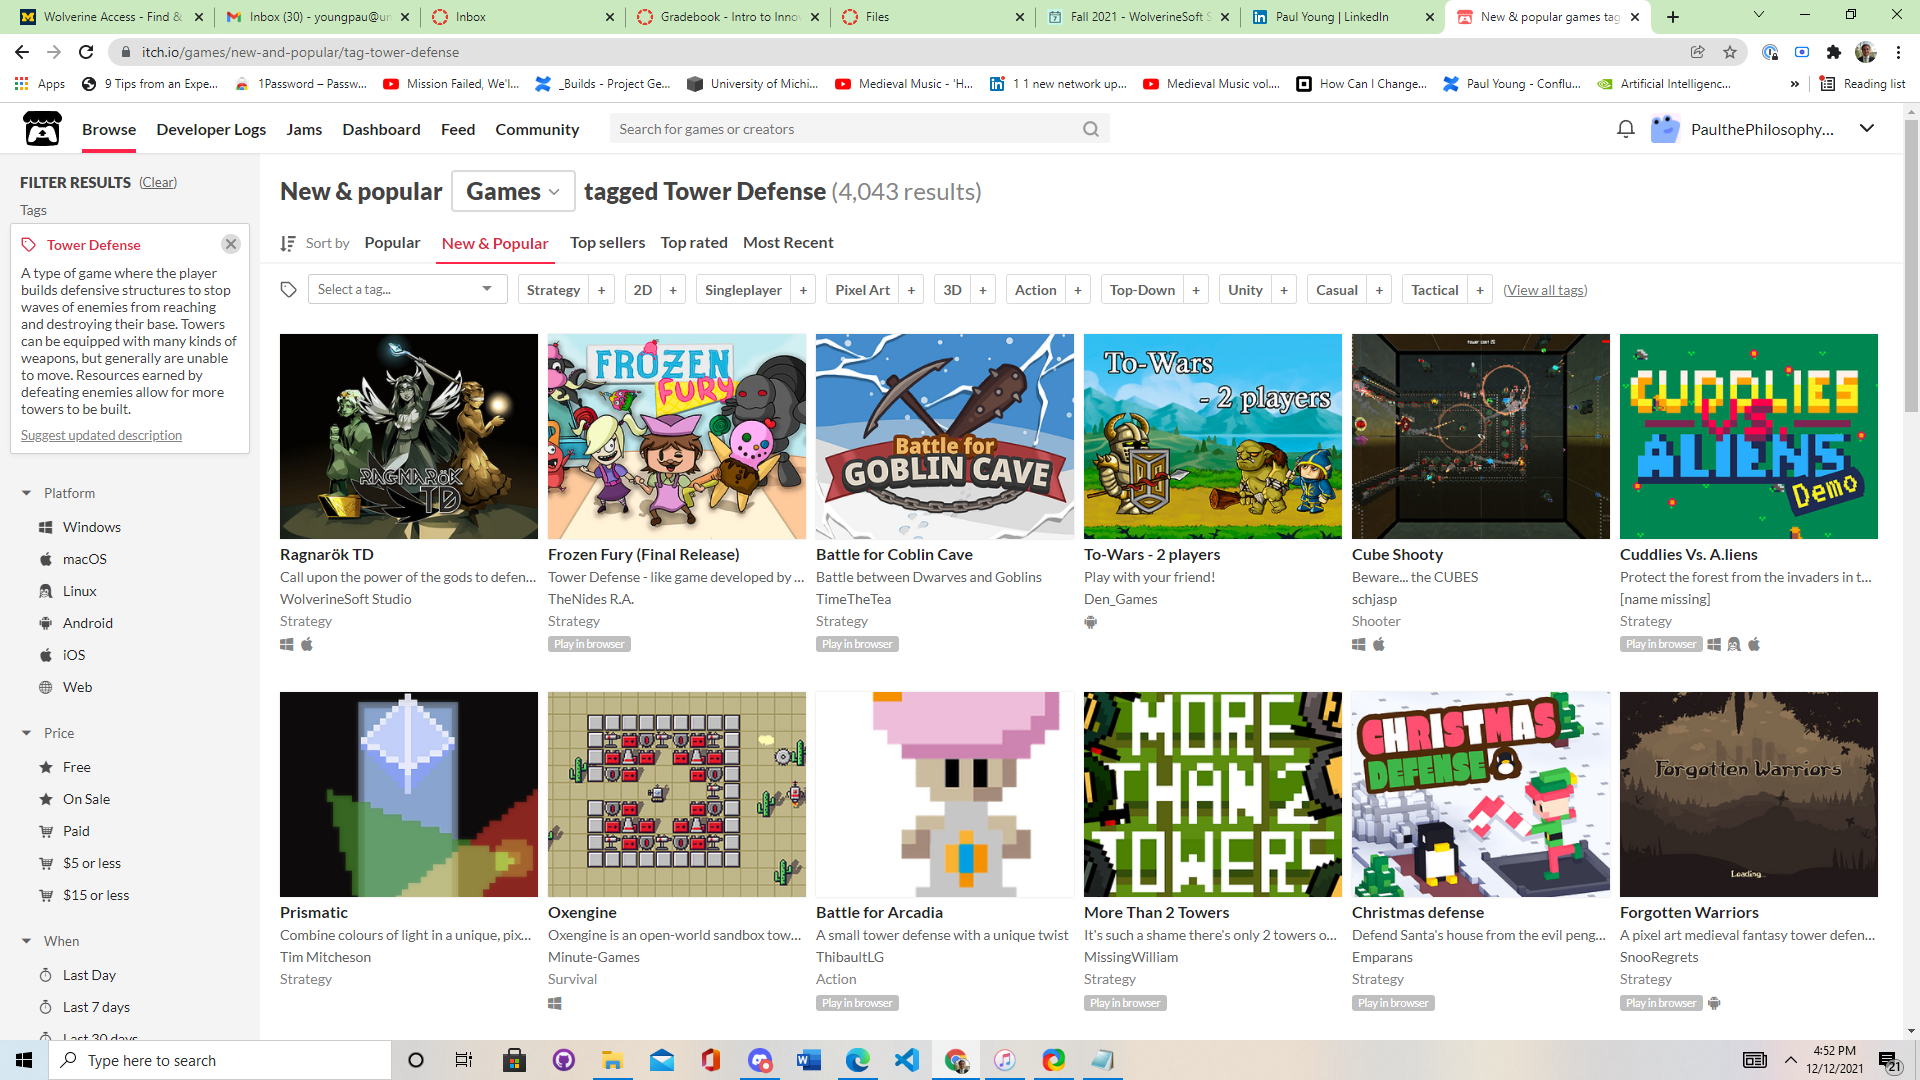 Wolverine Access - Find &
Inbox (30) - youngpau@un
Inbox
Gradebook - Intro to Innov
Files
Fall 2021 - WolverineSoft S
Paul Young | LinkedIn
New & popular games tag
itch.io/games/new-and-popular/tag-tower-defense
Apps
9 Tips from an Expe...
1Password – Passw...
Mission Failed, We'l...
_Builds - Project Ge...
University of Michi...
Medieval Music - 'H...
1 1 new network up...
Medieval Music vol....
How Can I Change...
Paul Young - Conflu...
Artificial Intelligenc...
»
Reading list
Browse
Developer Logs
Jams
Dashboard
Feed
Community
Search for games or creators
PaulthePhilosophy...
FILTER RESULTS (Clear)
Tags
Tower Defense
A type of game where the player
builds defensive structures to stop
waves of enemies from reaching
and destroying their base. Towers
can be equipped with many kinds of
weapons, but generally are unable
to move. Resources earned by
defeating enemies allow for more
towers to be built.
Suggest updated description
Platform
Windows
macOS
Linux
Android
iOS
Web
Price
Free
On Sale
Paid
$5 or less
$15 or less
When
Last Day
Last 7 days
Last 30 days
New & popular Games tagged Tower Defense (4,043 results)
Sort by Popular New & Popular Top sellers Top rated Most Recent
Select a tag... Strategy + 2D + Singleplayer + Pixel Art + 3D + Action + Top-Down + Unity + Casual + Tactical + (View all tags)
RAGNARÖK
TD
Ragnarök TD
Call upon the power of the gods to defen...
WolverineSoft Studio
Strategy
FROZEN
FURY
Frozen Fury (Final Release)
Tower Defense - like game developed by ...
TheNides R.A.
Strategy
Play in browser
Battle for
GOBLIN CAVE
Battle for Coblin Cave
Battle between Dwarves and Goblins
TimeTheTea
Strategy
Play in browser
To-Wars
- 2 players
To-Wars - 2 players
Play with your friend!
Den_Games
Cube Shooty
Beware... the CUBES
schjasp
Shooter
CUDDLIES
VS.
ALIENS
Demo
Cuddlies Vs. A.liens
Protect the forest from the invaders in t...
[name missing]
Strategy
Play in browser
Prismatic
Combine colours of light in a unique, pix...
Tim Mitcheson
Strategy
Oxengine
Oxengine is an open-world sandbox tow...
Minute-Games
Survival
Battle for Arcadia
A small tower defense with a unique twist
ThibaultLG
Action
Play in browser
MORE
THAN 2
TOWERS
More Than 2 Towers
It's such a shame there's only 2 towers o...
MissingWilliam
Strategy
Play in browser
CHRISTMAS
DEFENSE
Christmas defense
Defend Santa's house from the evil peng...
Emparans
Strategy
Play in browser
Forgotten Warriors
Loading...
Forgotten Warriors
A pixel art medieval fantasy tower defen...
SnooRegrets
Strategy
Play in browser
Type here to search
4:52 PM
12/12/2021
21